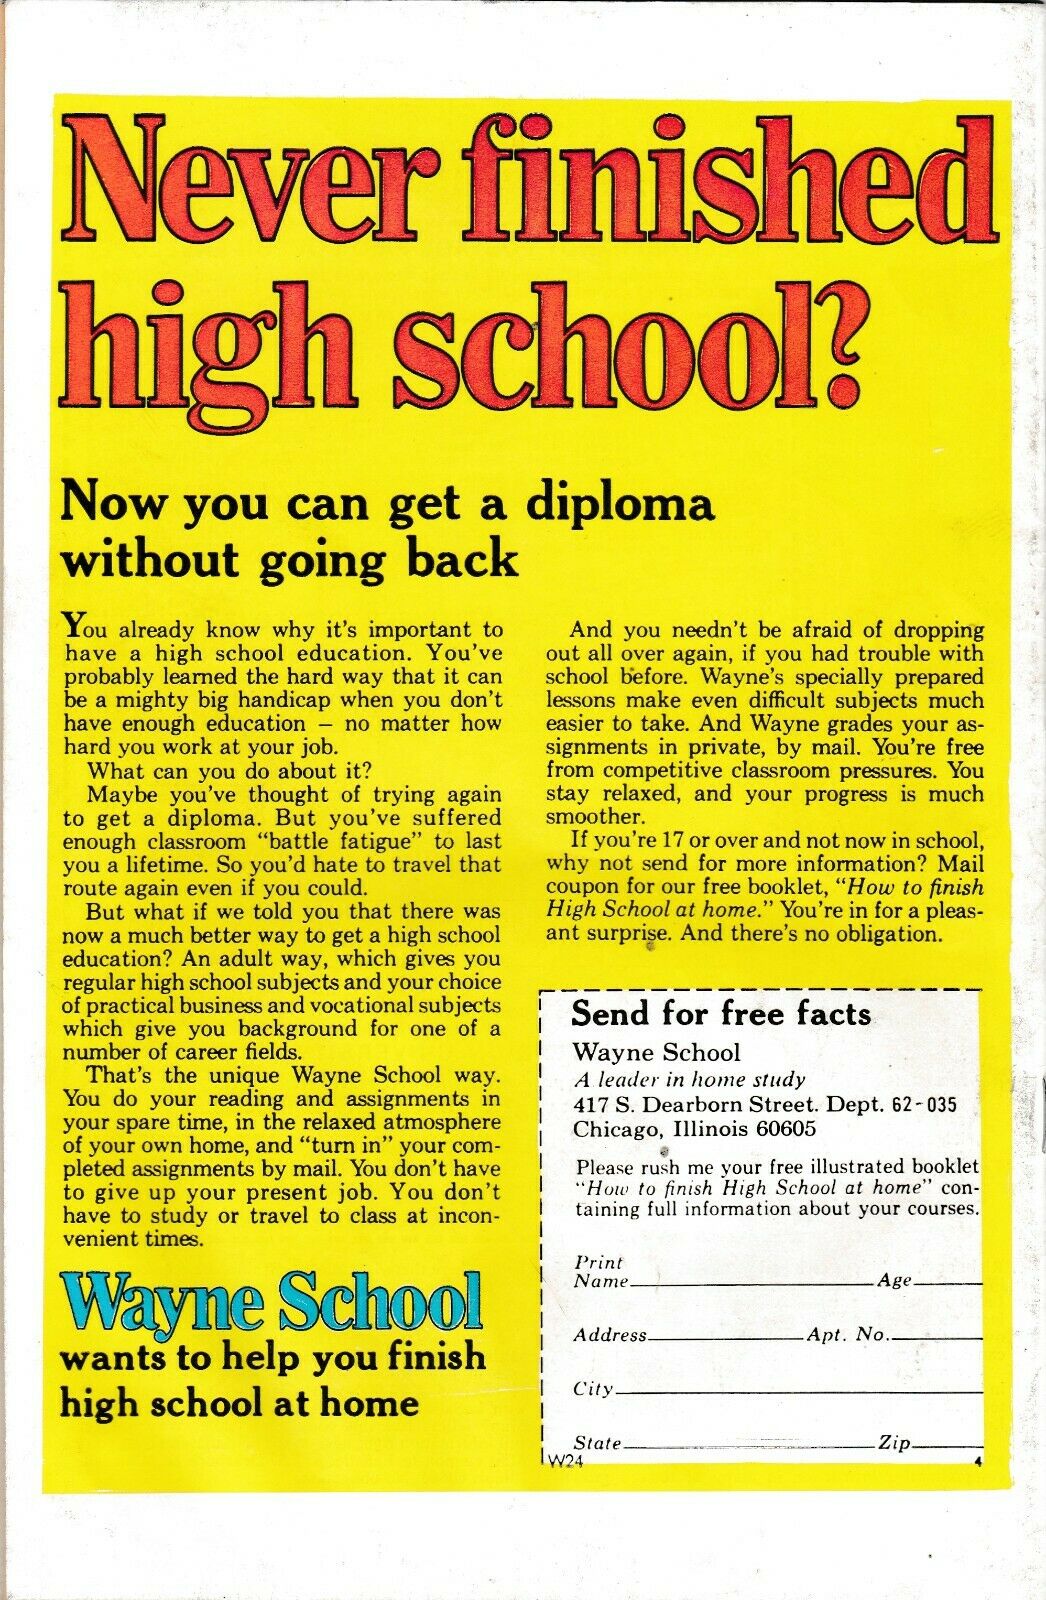 Never finished
high school?
Now you can get a diploma
without going back
You already know why it's important to
have a high school education. You've
probably learned the hard way that it can
be a mighty big handicap when you don't
have enough education – no matter how
hard you work at your job.
What can you do about it?
Maybe you've thought of trying again
to get a diploma. But you've suffered
enough classroom "battle fatigue" to last
you a lifetime. So you'd hate to travel that
route again even if you could.
But what if we told you that there was
now a much better way to get a high school
education? An adult way, which gives you
regular high school subjects and your choice
of practical business and vocational subjects
which give you background for one of a
number of career fields.
That's the unique Wayne School way.
You do your reading and assignments in
your spare time, in the relaxed atmosphere
of your own home, and "turn in" your com-
pleted assignments by mail. You don't have
to give up your present job. You don't
have to study or travel to class at incon-
venient times.
Wayne School
wants to help you finish
high school at home
And you needn't be afraid of dropping
out all over again, if you had trouble with
school before. Wayne's specially prepared
lessons make even difficult subjects much
easier to take. And Wayne grades your as-
signments in private, by mail. You're free
from competitive classroom pressures. You
stay relaxed, and your progress is much
smoother.
If you're 17 or over and not now in school,
why not send for more information? Mail
coupon for our free booklet, "How to finish
High School at home." You're in for a pleas-
ant surprise. And there's no obligation.
Send for free facts
Wayne School
A leader in home study
417 S. Dearborn Street. Dept. 62-035
Chicago, Illinois 60605
Please rush me your free illustrated booklet
"How to finish High School at home" con-
taining full information about your courses.
Print
Name Age
Address Apt. No.
City
State Zip
W24 4